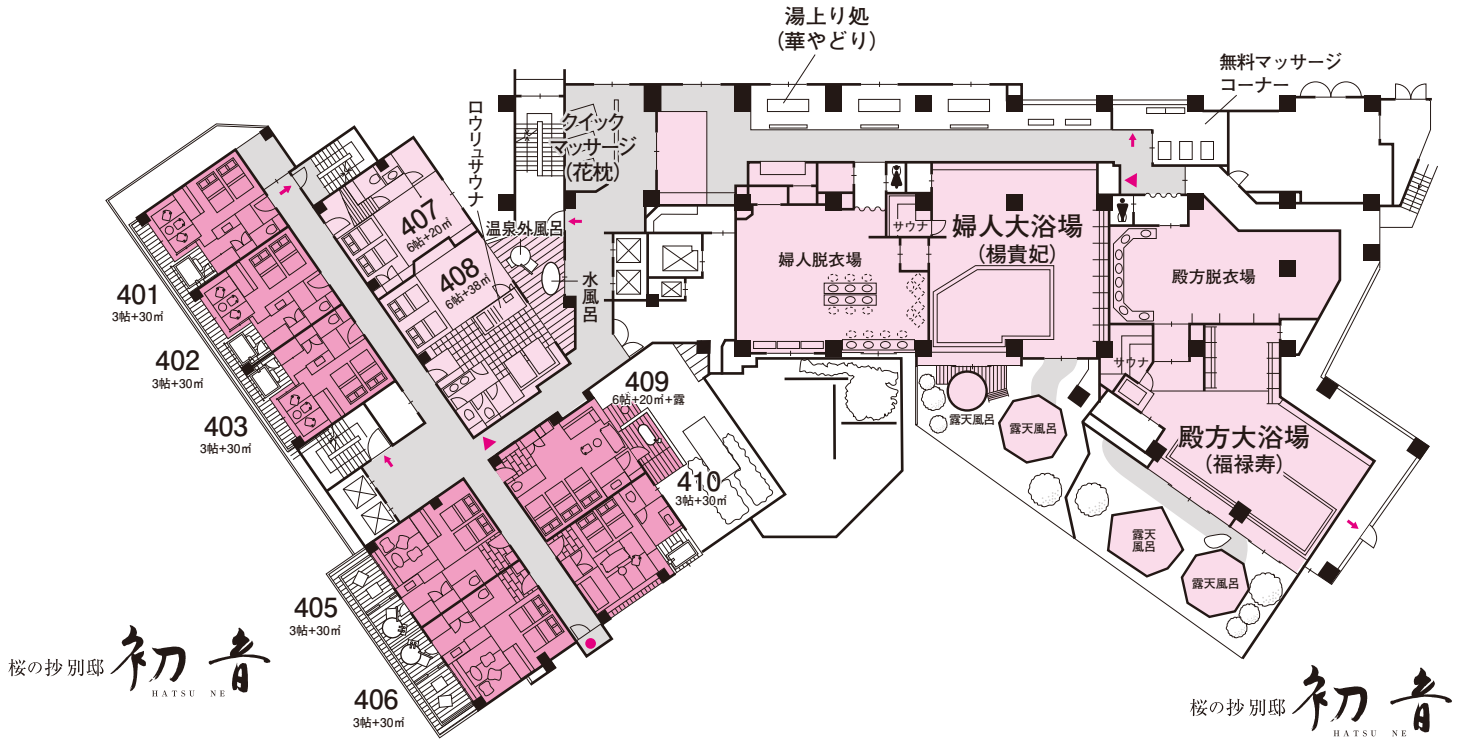 湯上り処
（華やどり）
無料マッサージ
コーナー
ロウリュサウナ
クイック
マッサージ
（花枕）
407
6帖+20㎡
温泉外風呂
サウナ
婦人大浴場
（楊貴妃）
婦人脱衣場
殿方脱衣場
408
6帖+38㎡
水風呂
401
3帖+30㎡
402
3帖+30㎡
403
3帖+30㎡
409
6帖+20㎡+露
サウナ
露天風呂
露天風呂
殿方大浴場
（福禄寿）
410
3帖+30㎡
露天
風呂
露天風呂
405
3帖+30㎡
406
3帖+30㎡
桜の抄 別邸 初音
HATSU NE
桜の抄 別邸 初音
HATSU NE